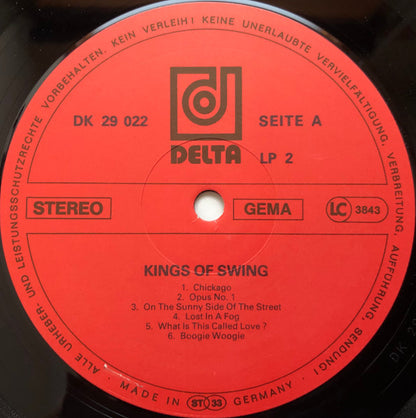 ALLE URHEBER- UND LEISTUNGSSCHUTZRECHTE VORBEHALTEN. KEIN VERLEIH! KEINE UNERLAUBTE VERVIELFÄLTIGUNG, VERBREITUNG, AUFFÜHRUNG, SENDUNG!
DK 29 022
SEITE A
DELTA
LP 2
STEREO
GEMA
LC 3843
KINGS OF SWING
1. Chickago
2. Opus No. 1
3. On The Sunny Side Of The Street
4. Lost In A Fog
5. What Is This Called Love?
6. Boogie Woogie
MADE IN ST 33 GERMANY